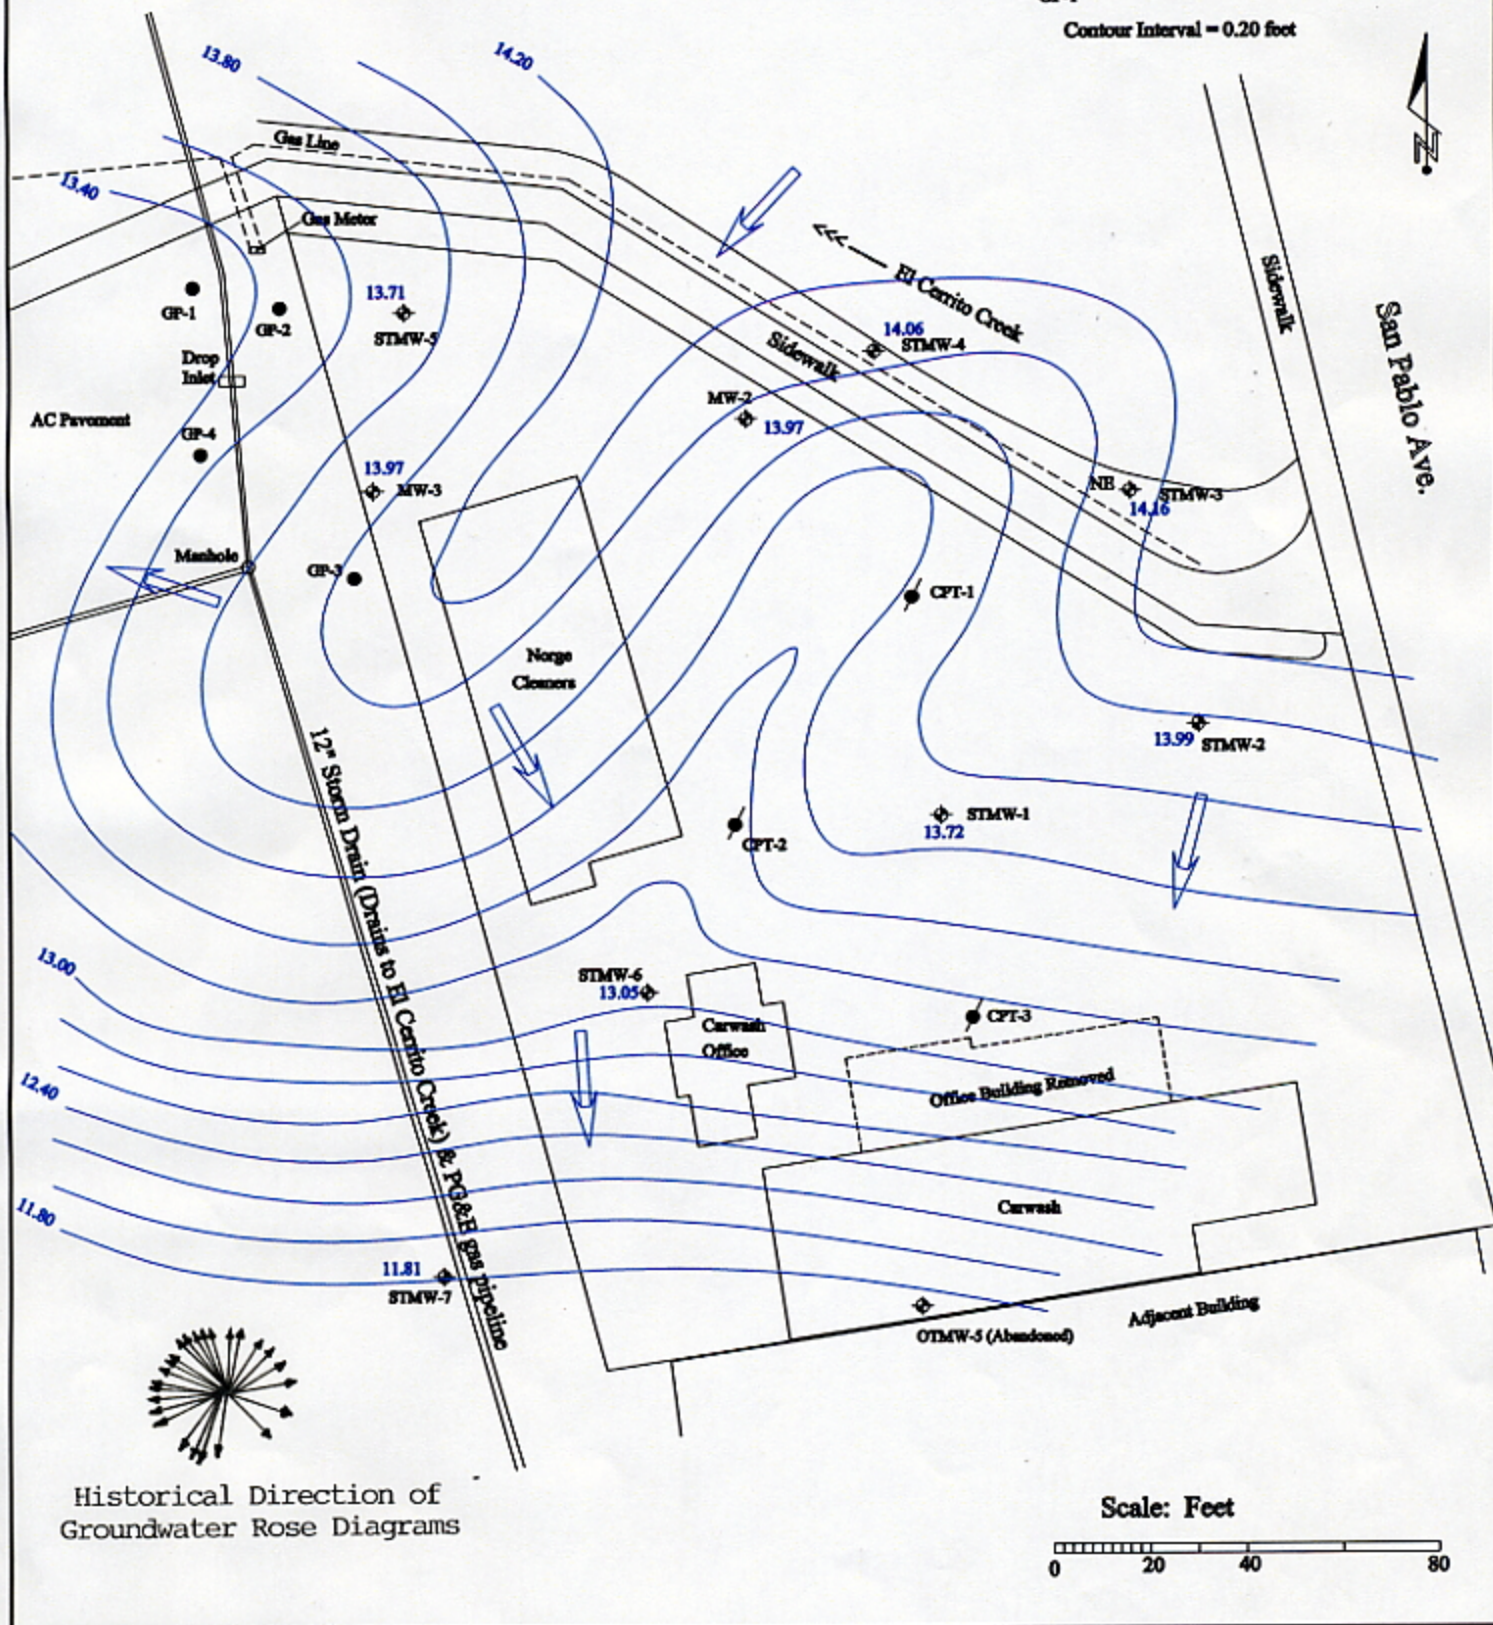 Contour Interval = 0.20 feet
13.80
14.20
Gas Line
13.40
Gas Meter
N
El Cerrito Creek
Sidewalk
San Pablo Ave.
13.71
STMW-5
GP-1
GP-2
14.06
STMW-4
Sidewalk
Drop
Inlet
MW-2
13.97
AC Pavement
GP-4
13.97
MW-3
NE
STMW-3
14.16
Manhole
GP-3
CPT-1
Norge
Cleaners
13.99
STMW-2
12" Storm Drain (Drains to El Cerrito Creek) & PG&E gas pipeline
STMW-1
13.72
CPT-2
13.00
STMW-6
13.05
CPT-3
Carwash
Office
12.40
Office Building Removed
11.80
Carwash
11.81
STMW-7
Adjacent Building
OTMW-5 (Abandoned)
Historical Direction of
Groundwater Rose Diagrams
Scale: Feet
0 20 40 80